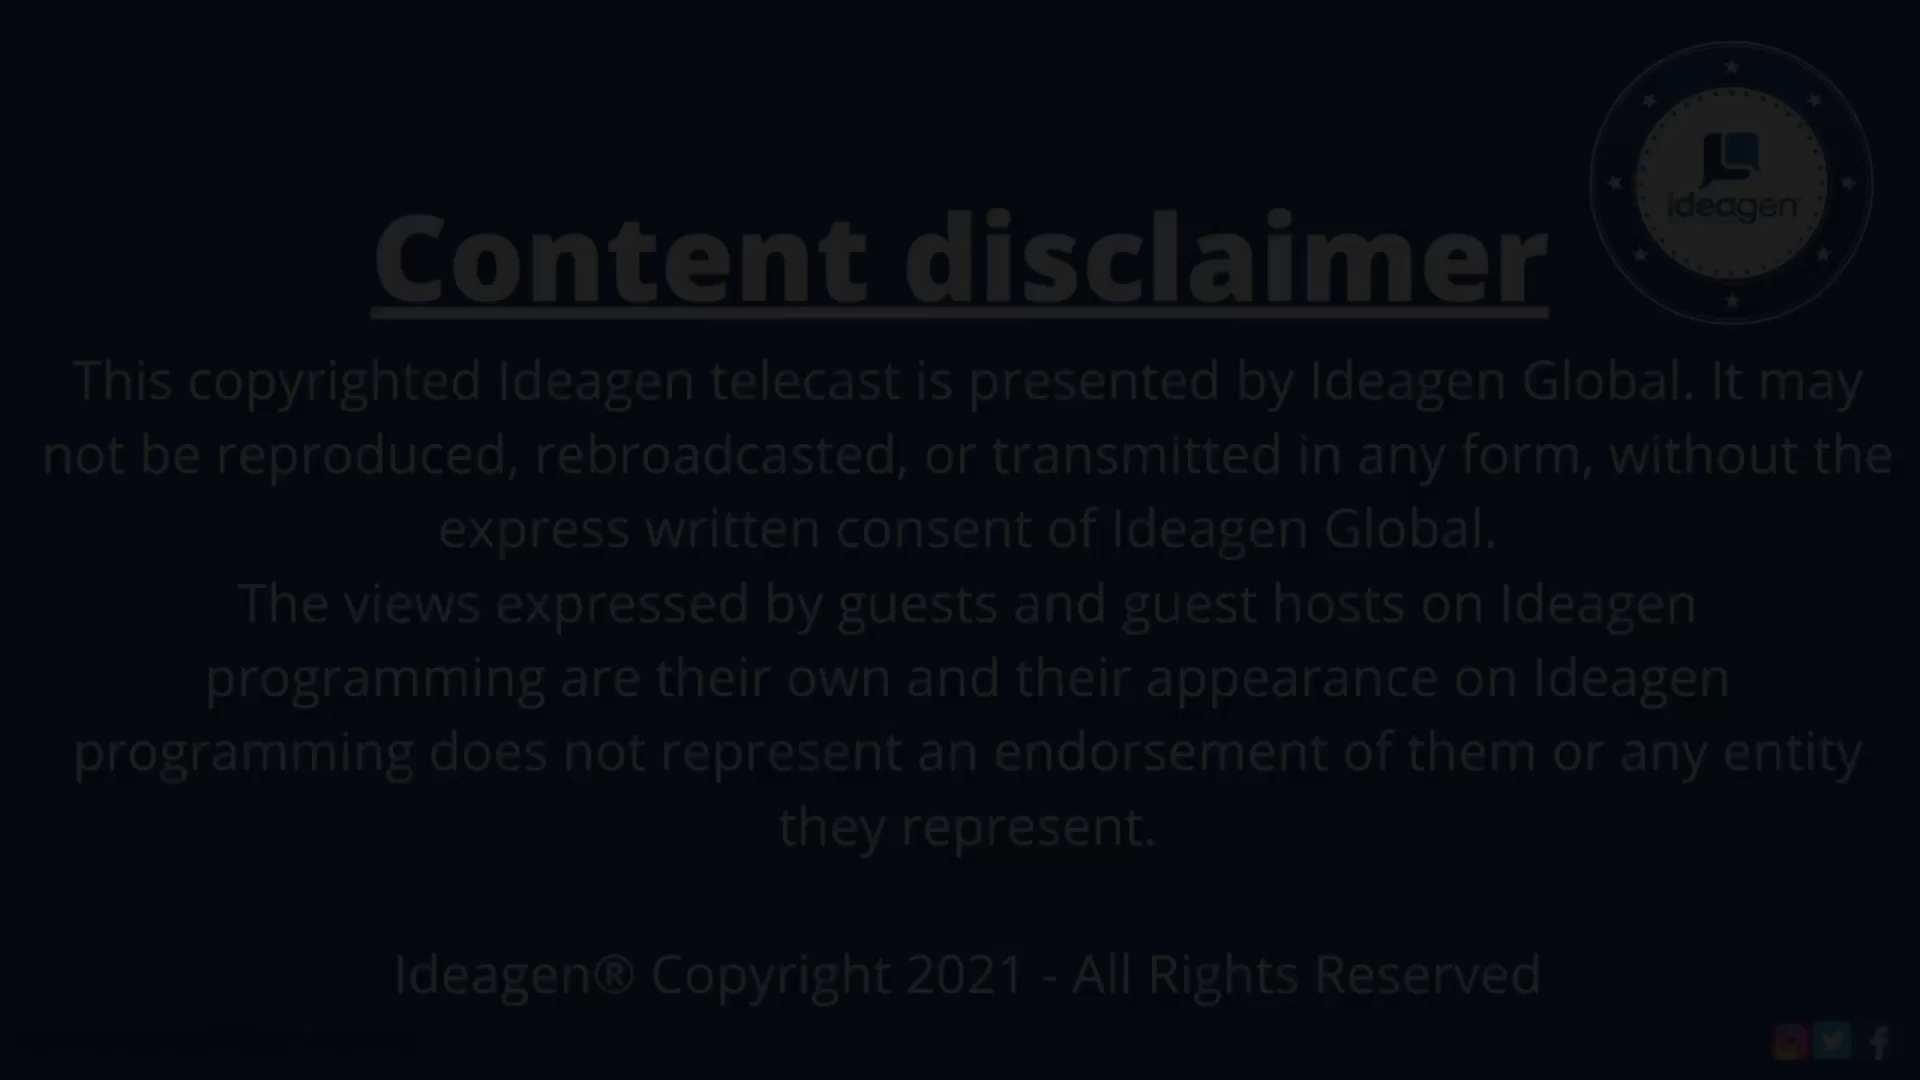 ideagen
Content disclaimer
This copyrighted Ideagen telecast is presented by Ideagen Global. It may
not be reproduced, rebroadcasted, or transmitted in any form, without the
express written consent of Ideagen Global.
The views expressed by guests and guest hosts on Ideagen
programming are their own and their appearance on Ideagen
programming does not represent an endorsement of them or any entity
they represent.
Ideagen® Copyright 2021 - All Rights Reserved